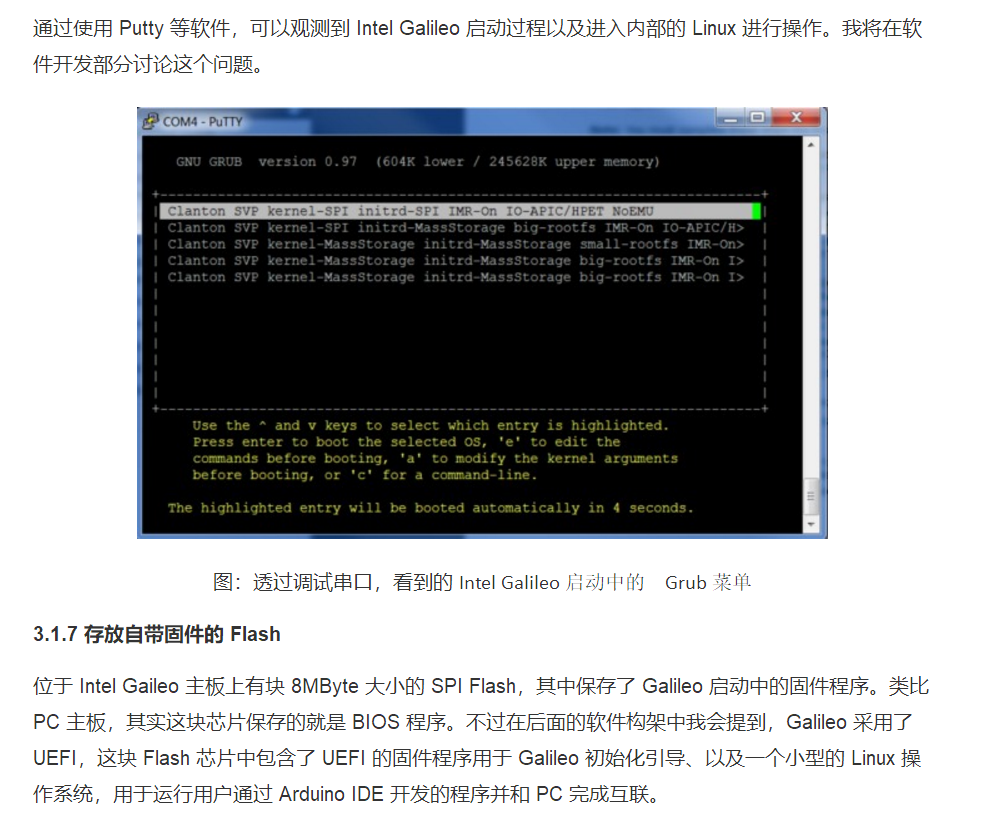 通过使用 Putty 等软件，可以观测到 Intel Galileo 启动过程以及进入内部的 Linux 进行操作。我将在软
件开发部分讨论这个问题。
COM4 - PuTTY
GNU GRUB version 0.97 (604K lower / 245628K upper memory)
Clanton SVP kernel-SPI initrd-SPI IMR-On IO-APIC/HPET NoEMU
Clanton SVP kernel-SPI initrd-MassStorage big-rootfs IMR-On IO-APIC/H>
Clanton SVP kernel-MassStorage initrd-MassStorage small-rootfs IMR-On>
Clanton SVP kernel-MassStorage initrd-MassStorage big-rootfs IMR-On I>
Clanton SVP kernel-MassStorage initrd-MassStorage big-rootfs IMR-On I>
Use the ^ and v keys to select which entry is highlighted.
Press enter to boot the selected OS, 'e' to edit the
commands before booting, 'a' to modify the kernel arguments
before booting, or 'c' for a command-line.
The highlighted entry will be booted automatically in 4 seconds.
图：透过调试串口，看到的 Intel Galileo 启动中的 Grub 菜单
3.1.7 存放自带固件的 Flash
位于 Intel Gaileo 主板上有块 8MByte 大小的 SPI Flash，其中保存了 Galileo 启动中的固件程序。类比
PC 主板，其实这块芯片保存的就是 BIOS 程序。不过在后面的软件构架中我会提到，Galileo 采用了
UEFI，这块 Flash 芯片中包含了 UEFI 的固件程序用于 Galileo 初始化引导、以及一个小型的 Linux 操
作系统，用于运行用户通过 Arduino IDE 开发的程序并和 PC 完成互联。